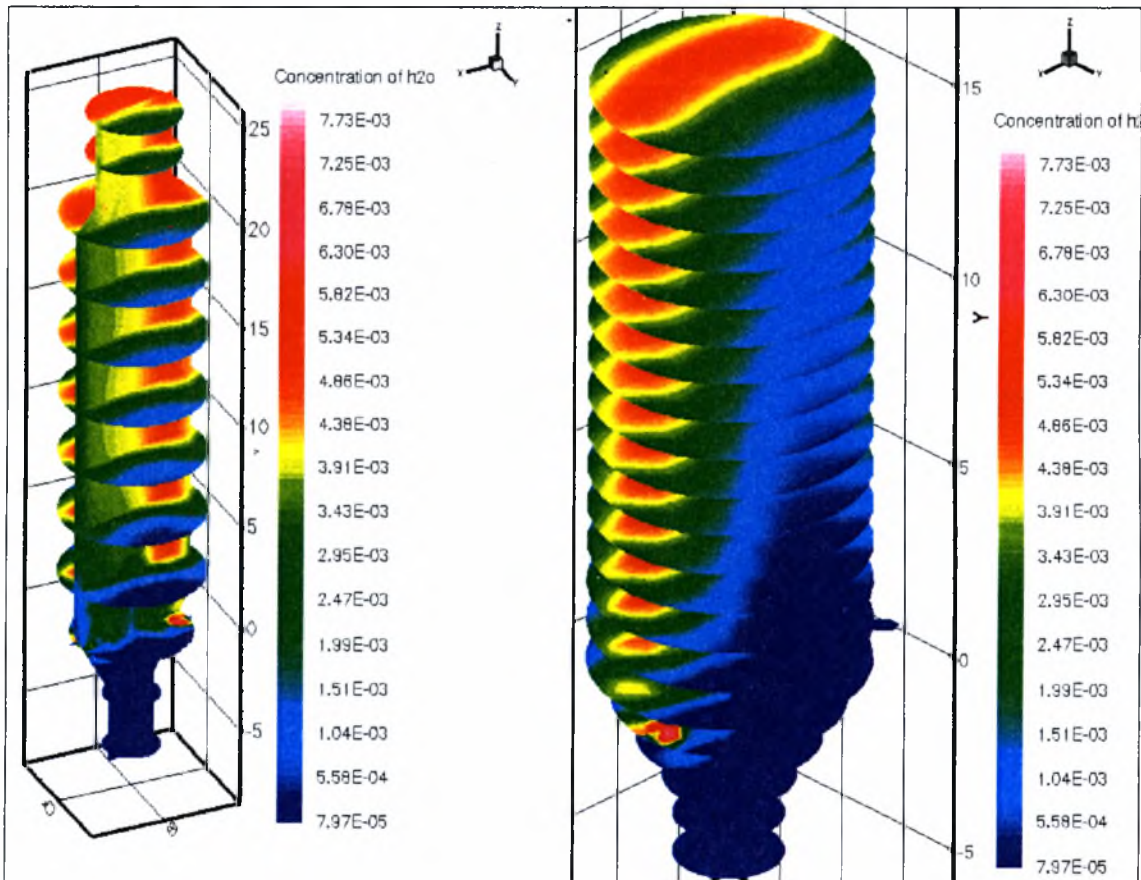 Z
X
Y
Concentration of h2o
7.73E-03
7.25E-03
6.78E-03
6.30E-03
5.82E-03
5.34E-03
4.86E-03
4.38E-03
3.91E-03
3.43E-03
2.95E-03
2.47E-03
1.99E-03
1.51E-03
1.04E-03
5.58E-04
7.97E-05
25
20
15
10
5
0
-5
Z
X
Y
Concentration of h2
7.73E-03
7.25E-03
6.78E-03
6.30E-03
5.82E-03
5.34E-03
4.86E-03
4.38E-03
3.91E-03
3.43E-03
2.95E-03
2.47E-03
1.99E-03
1.51E-03
1.04E-03
5.58E-04
7.97E-05
15
10
Y
5
0
-5